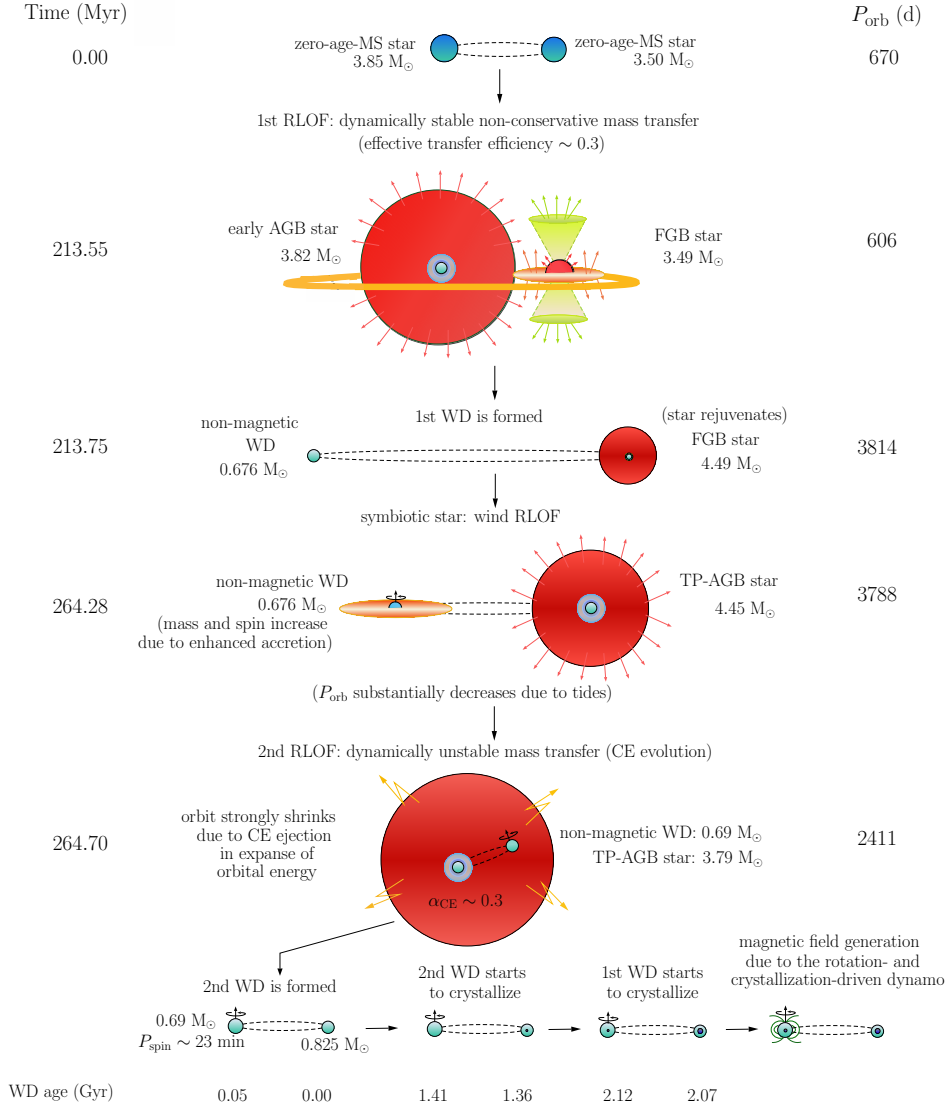 Time (Myr)
P_orb (d)
0.00
zero-age-MS star
3.85 M☉
zero-age-MS star
3.50 M☉
670
1st RLOF: dynamically stable non-conservative mass transfer
(effective transfer efficiency ∼ 0.3)
213.55
early AGB star
3.82 M☉
FGB star
3.49 M☉
606
1st WD is formed
213.75
non-magnetic
WD
0.676 M☉
(star rejuvenates)
FGB star
4.49 M☉
3814
symbiotic star: wind RLOF
264.28
non-magnetic WD
0.676 M☉
(mass and spin increase
due to enhanced accretion)
TP-AGB star
4.45 M☉
3788
(P_orb substantially decreases due to tides)
2nd RLOF: dynamically unstable mass transfer (CE evolution)
264.70
orbit strongly shrinks
due to CE ejection
in expanse of
orbital energy
α_CE ∼ 0.3
non-magnetic WD: 0.69 M☉
TP-AGB star: 3.79 M☉
2411
2nd WD is formed
0.69 M☉
P_spin ∼ 23 min
0.825 M☉
2nd WD starts
to crystallize
1st WD starts
to crystallize
magnetic field generation
due to the rotation- and
crystallization-driven dynamo
WD age (Gyr)
0.05
0.00
1.41
1.36
2.12
2.07